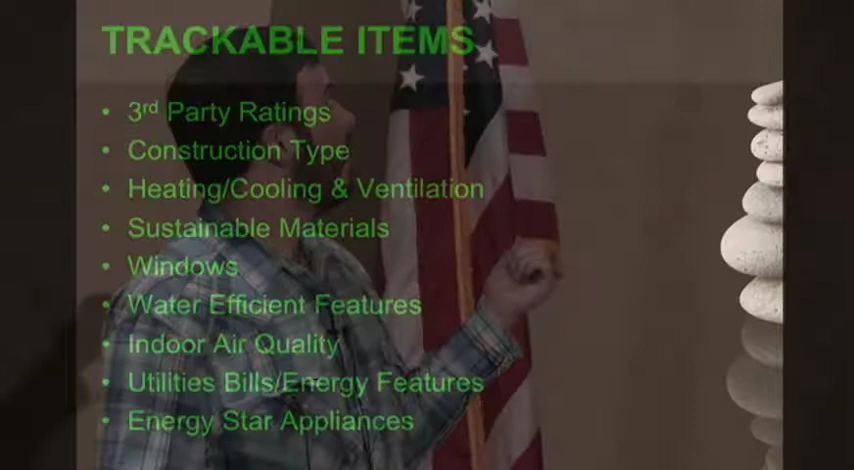 TRACKABLE ITEMS
• 3rd Party Ratings
• Construction Type
• Heating/Cooling & Ventilation
• Sustainable Materials
• Windows
• Water Efficient Features
• Indoor Air Quality
• Utilities Bills/Energy Features
• Energy Star Appliances